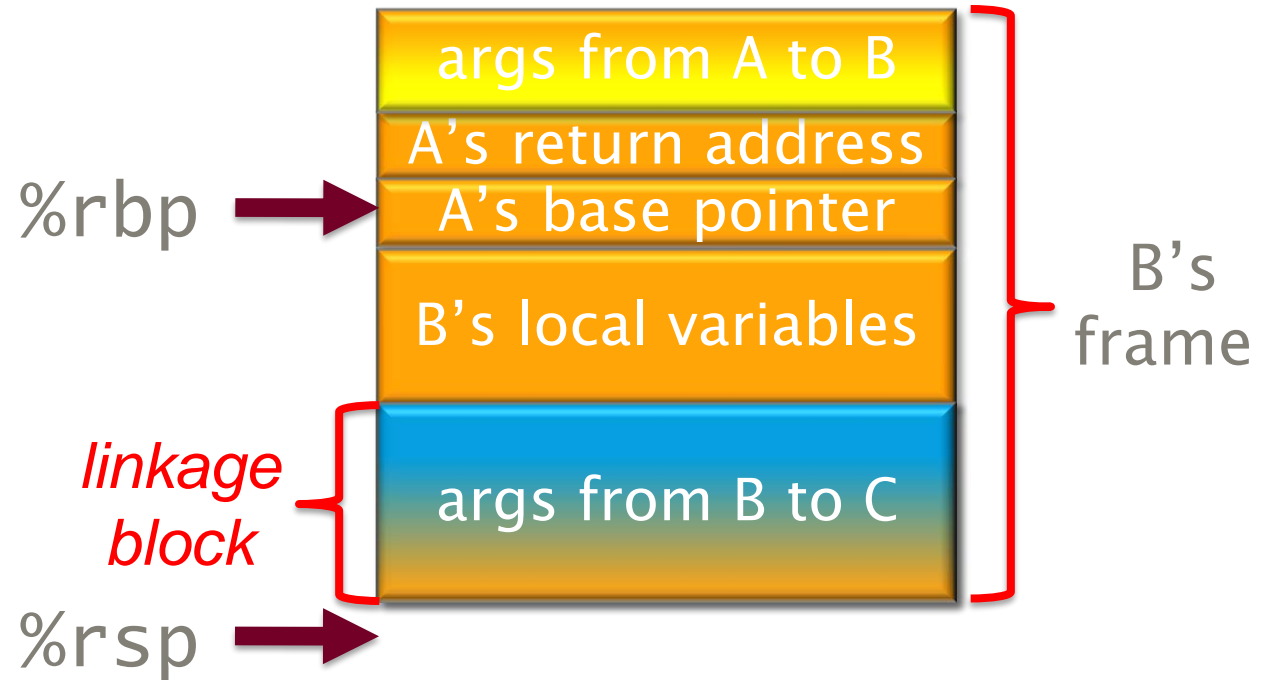 args from A to B
A’s return address
%rbp
A’s base pointer
B’s
frame
B’s local variables
linkage
block
args from B to C
%rsp